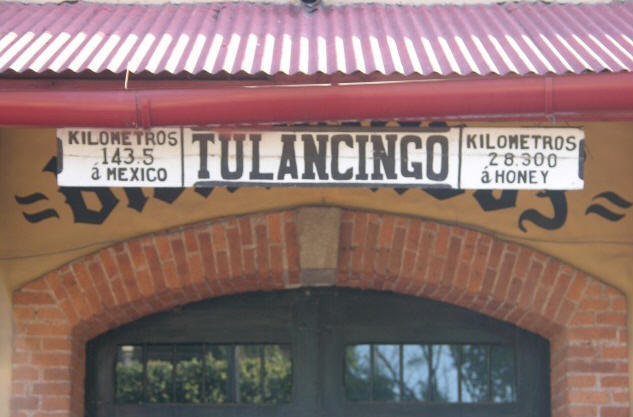 KILOMETROS
143.5
á MEXICO
TULANCINGO
KILOMETROS
28.300
á HONEY